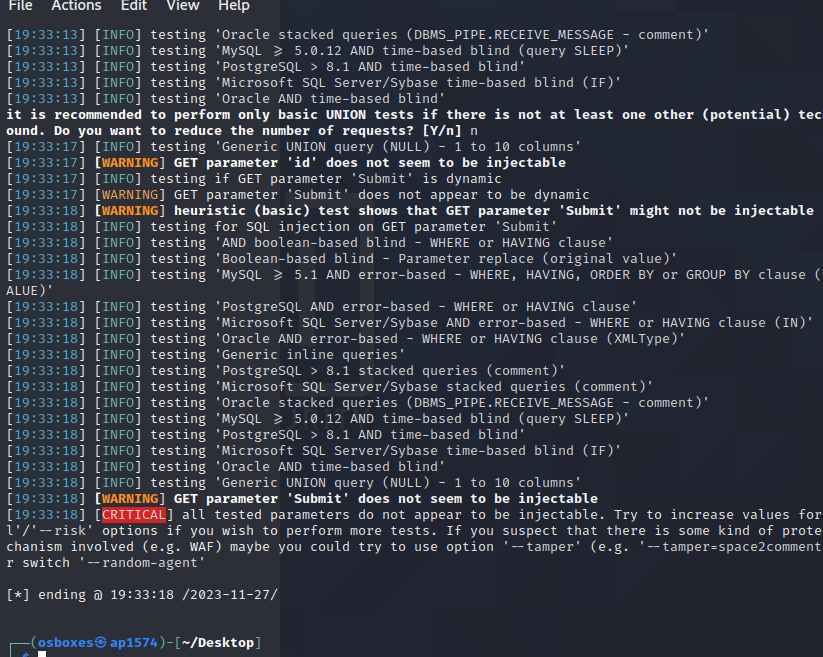 File Actions Edit View Help
[19:33:13] [INFO] testing 'Oracle stacked queries (DBMS_PIPE.RECEIVE_MESSAGE - comment)'
[19:33:13] [INFO] testing 'MySQL ≥ 5.0.12 AND time-based blind (query SLEEP)'
[19:33:13] [INFO] testing 'PostgreSQL > 8.1 AND time-based blind'
[19:33:13] [INFO] testing 'Microsoft SQL Server/Sybase time-based blind (IF)'
[19:33:13] [INFO] testing 'Oracle AND time-based blind'
it is recommended to perform only basic UNION tests if there is not at least one other (potential) tec
ound. Do you want to reduce the number of requests? [Y/n] n
[19:33:17] [INFO] testing 'Generic UNION query (NULL) - 1 to 10 columns'
[19:33:17] [WARNING] GET parameter 'id' does not seem to be injectable
[19:33:17] [INFO] testing if GET parameter 'Submit' is dynamic
[19:33:17] [WARNING] GET parameter 'Submit' does not appear to be dynamic
[19:33:18] [WARNING] heuristic (basic) test shows that GET parameter 'Submit' might not be injectable
[19:33:18] [INFO] testing for SQL injection on GET parameter 'Submit'
[19:33:18] [INFO] testing 'AND boolean-based blind - WHERE or HAVING clause'
[19:33:18] [INFO] testing 'Boolean-based blind - Parameter replace (original value)'
[19:33:18] [INFO] testing 'MySQL ≥ 5.1 AND error-based - WHERE, HAVING, ORDER BY or GROUP BY clause (
ALUE)'
[19:33:18] [INFO] testing 'PostgreSQL AND error-based - WHERE or HAVING clause'
[19:33:18] [INFO] testing 'Microsoft SQL Server/Sybase AND error-based - WHERE or HAVING clause (IN)'
[19:33:18] [INFO] testing 'Oracle AND error-based - WHERE or HAVING clause (XMLType)'
[19:33:18] [INFO] testing 'Generic inline queries'
[19:33:18] [INFO] testing 'PostgreSQL > 8.1 stacked queries (comment)'
[19:33:18] [INFO] testing 'Microsoft SQL Server/Sybase stacked queries (comment)'
[19:33:18] [INFO] testing 'Oracle stacked queries (DBMS_PIPE.RECEIVE_MESSAGE - comment)'
[19:33:18] [INFO] testing 'MySQL ≥ 5.0.12 AND time-based blind (query SLEEP)'
[19:33:18] [INFO] testing 'PostgreSQL > 8.1 AND time-based blind'
[19:33:18] [INFO] testing 'Microsoft SQL Server/Sybase time-based blind (IF)'
[19:33:18] [INFO] testing 'Oracle AND time-based blind'
[19:33:18] [INFO] testing 'Generic UNION query (NULL) - 1 to 10 columns'
[19:33:18] [WARNING] GET parameter 'Submit' does not seem to be injectable
[19:33:18] [CRITICAL] all tested parameters do not appear to be injectable. Try to increase values for
l'/'--risk' options if you wish to perform more tests. If you suspect that there is some kind of prote
chanism involved (e.g. WAF) maybe you could try to use option '--tamper' (e.g. '--tamper=space2comment
r switch '--random-agent'
[*] ending @ 19:33:18 /2023-11-27/
┌──(osboxes㉿ap1574)-[~/Desktop]
└─$